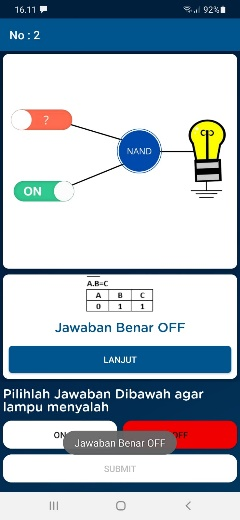 16.11 92%
No : 2
?
NAND
ON
A.B=C
A B C
0 1 1
Jawaban Benar OFF
LANJUT
Pilihlah Jawaban Dibawah agar
lampu menyalah
ON OFF
Jawaban Benar OFF
SUBMIT